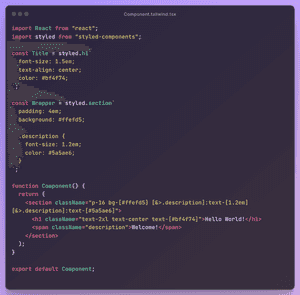 Component.tailwind.tsx
import React from "react";
import styled from "styled-components";
const Title = styled.h1`
font-size: 1.5em;
text-align: center;
color: #bf4f74;
`;
const Wrapper = styled.section`
padding: 4em;
background: #ffefd5;
.description {
font-size: 1.2em;
color: #5a5ae6;
}
`;
function Component() {
return (
<section className="p-16 bg-[#ffefd5] [&>.description]:text-[1.2em]
[&>.description]:text-[#5a5ae6]">
<h1 className="text-2xl text-center text-[#bf4f74]">Hello World!</h1>
<span className="description">Welcome!</span>
</section>
);
}
export default Component;